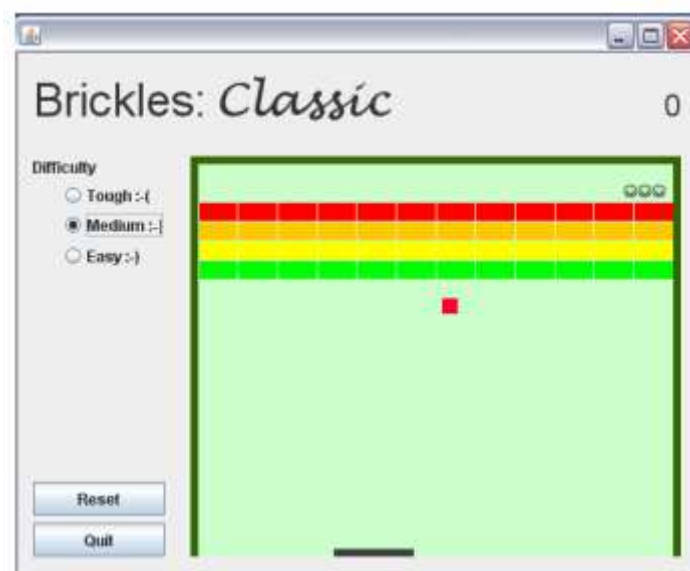 Brickles: Classic
0
Difficulty
Tough :-(
Medium :-|
Easy :-)
Reset
Quit